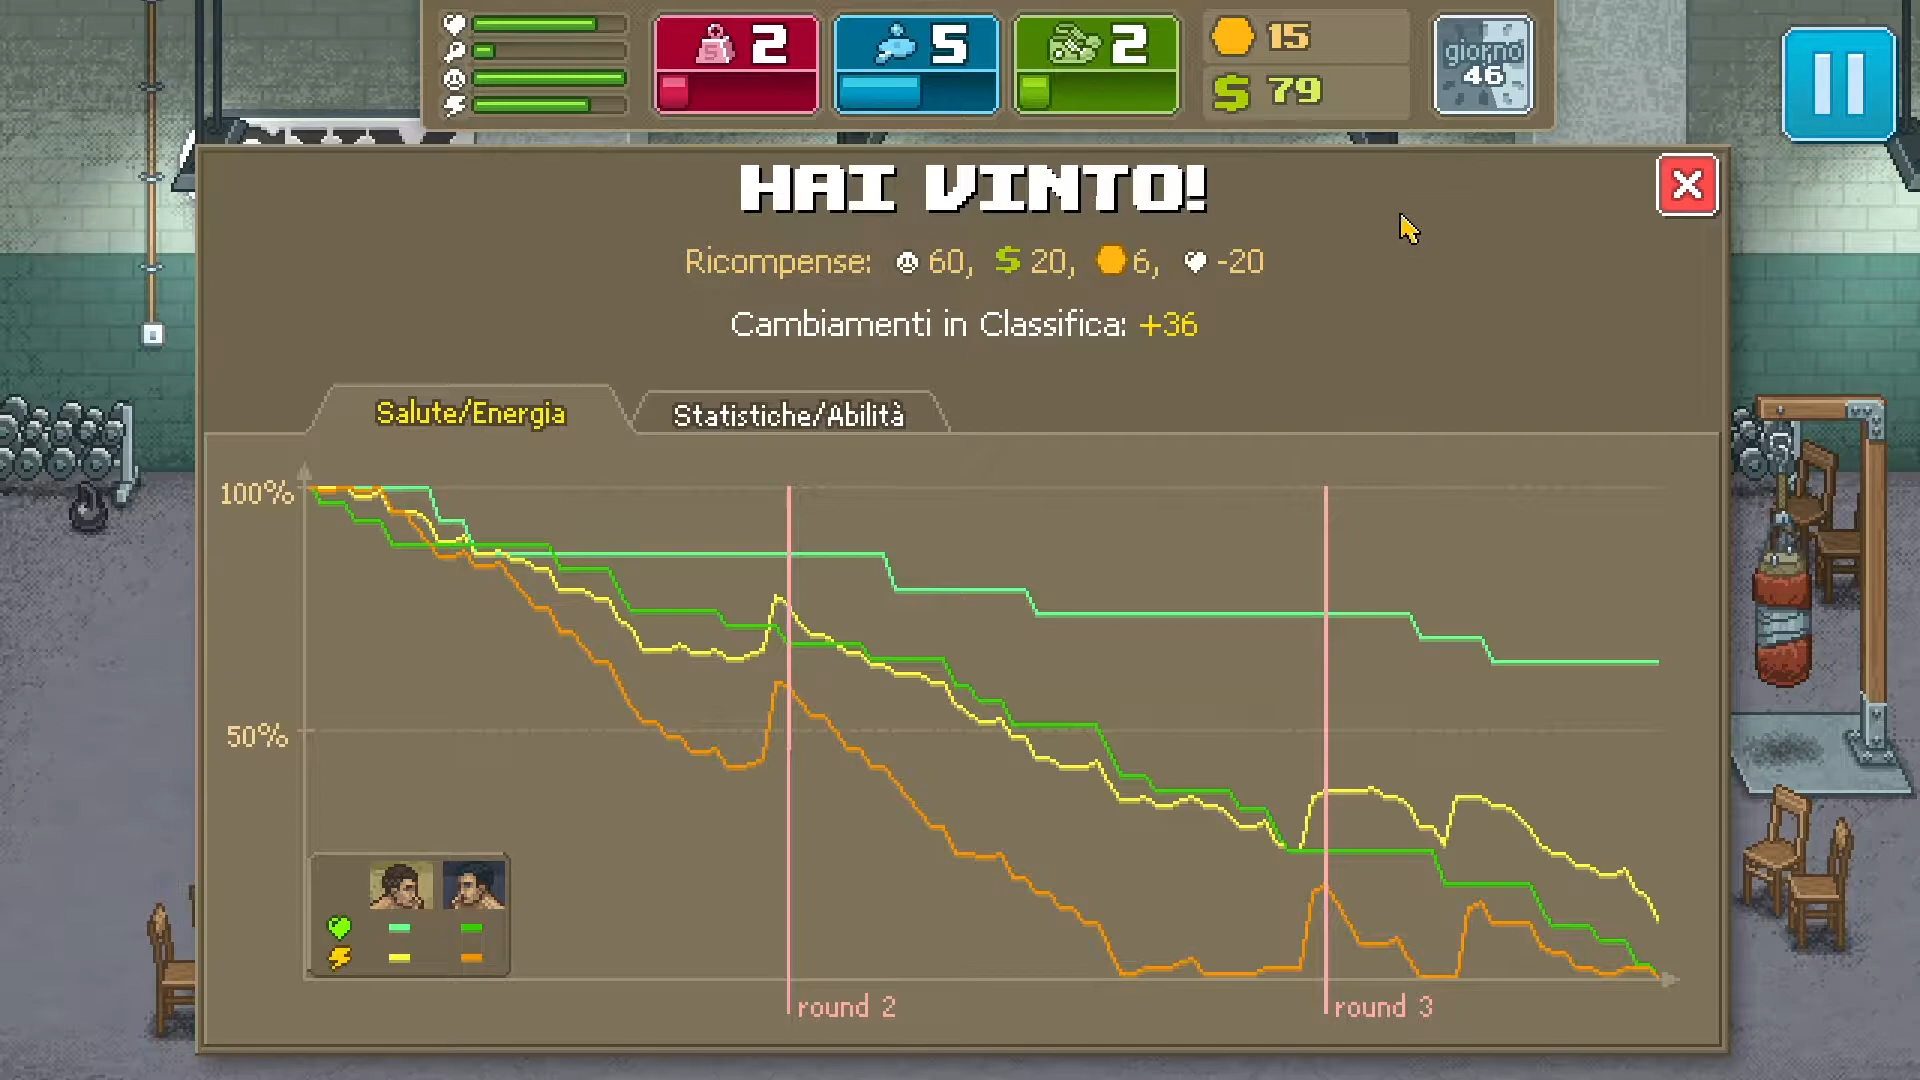 2
5
2
15
79
giorno
46
HAI VINTO!
Ricompense: 60, $ 20, 6, -20
Cambiamenti in Classifica: +36
Salute/Energia
Statistiche/Abilità
100%
50%
round 2
round 3